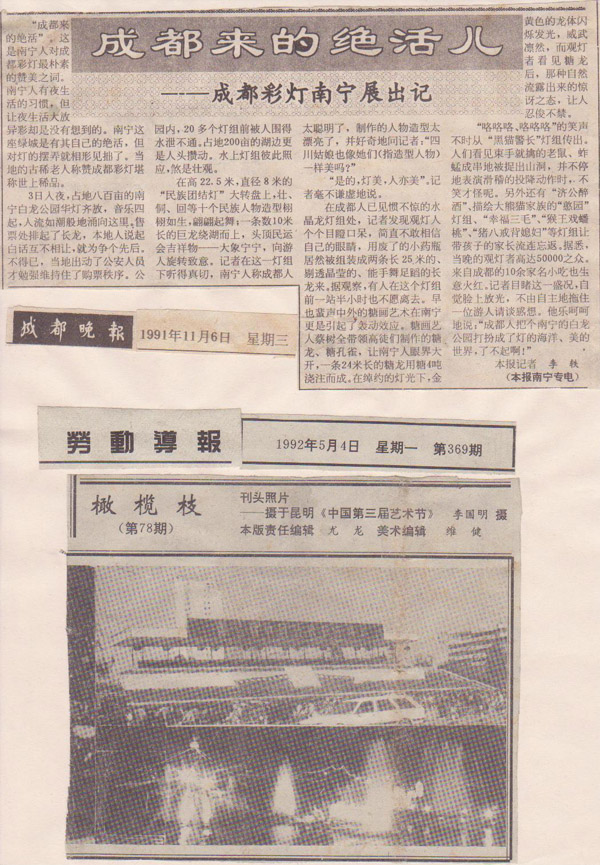 成都来的绝活儿
——成都彩灯南宁展出记
“成都来
的绝活”，这
是南宁人对成
都彩灯最朴素
的赞美之词。
南宁人有夜生
活的习惯，但
让夜生活大放
异彩却是没有想到的。南宁这
座绿城是有其自己的绝活，但
对灯的摆弄就相形见拙了。当
地的古稀老人称赞成都彩灯堪
称世上稀品。
3日入夜，占地八百亩的南
宁白龙公园华灯齐放，音乐四
起，人流如潮般地涌向这里。售
票处排起了长龙，本地人说起
白话互不相让，就为争个先后，
不得已，当地出动了公安人员
才勉强维持住了购票秩序。公
园内，20多个灯组前被人围得
水泄不通。占地200亩的湖边更
是人头攒动。水上灯组彼此照
应，煞是壮观。
在高22.5米，直径8米的
“民族团结灯”大转盘上，壮、
侗、回等十个民族人物造型栩
栩如生，翩翩起舞；一条数10米
长的巨龙绕湖而上，头顶民运
会吉祥物——大象宁宁，向游
人旋转致意。记者在这一灯组
下听得真切，南宁人称成都人
太聪明了，制作的人物造型太
漂亮了，并好奇地问记者：“四
川姑娘也像她们(指造型人物)
一样美吗？”
“是的，灯美，人亦美”。记
者毫不谦虚地说。
在成都人已见惯不惊的水
晶龙灯组处，记者发现观灯人
个个目瞪口呆，简直不敢相信
自己的眼睛，用废了的小药瓶
居然被组装成两条长25米的、
剔透晶莹的、能手舞足蹈的长
龙来。据观察，有人在这个灯组
前一站半小时也不愿离去。早
也蜚声中外的糖画艺术在南宁
更是引起了轰动效应。糖画艺
人蔡树全带领高徒们制作的糖
龙、糖孔雀，让南宁人眼界大
开，一条24米长的糖龙用糖4吨
浇注而成。在绰约的灯光下，金
黄色的龙体闪
烁发光，威武
凛然，而观灯
者看见糖龙
后，那种自然
流露出来的惊
讶之态，让人
忍俊不禁。
“咯咯咯、咯咯咯”的笑声
不时从“黑猫警长”灯组传出。
人们看见束手就擒的老鼠、蚱
蜢成串地被提出山洞，并不停
地表演滑稽的投降动作时，不
笑才怪呢。另外还有“济公醉
洒”、描绘大熊猫家族的“憨园”
灯组、“幸福三毛”、“猴王戏蟠
桃”、“猪八戒背媳妇”等灯组让
带孩子的家长流连忘返。据悉，
当晚的观灯者高达50000之众。
来自成都的10余家名小吃也生
意火红。记者目睹这一盛况，自
觉脸上放光，不由自主地拖住
一位游人请谈感想。他乐呵呵
地说：“成都人把个南宁的白龙
公园打扮成了灯的海洋、美的
世界，了不起啊！”
本报记者 李轶
（本报南宁专电）
成都晚报 1991年11月6日 星期三
劳动导报 1992年5月4日 星期一 第369期
橄榄枝
（第78期）
刊头照片
——摄于昆明《中国第三届艺术节》 李国明 摄
本版责任编辑 尤龙 美术编辑 维健